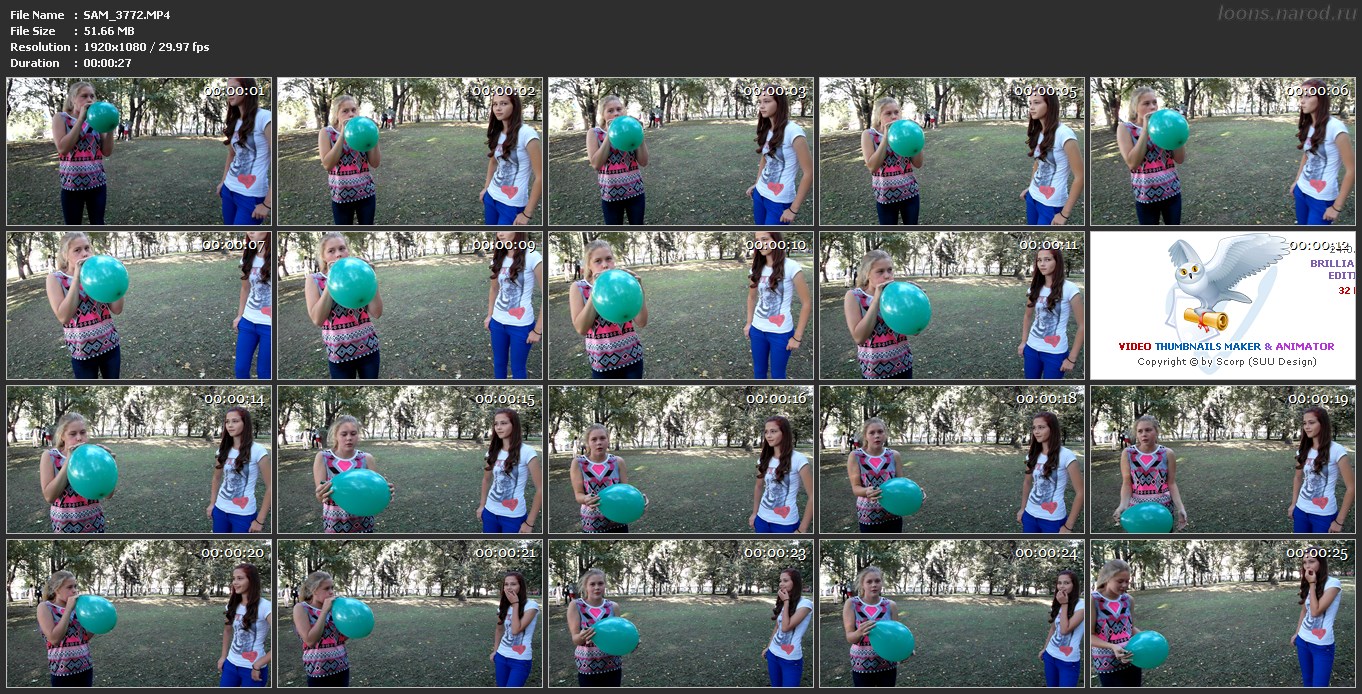 File Name : SAM_3772.MP4
File Size : 51.66 MB
Resolution : 1920x1080 / 29.97 fps
Duration : 00:00:27
loons.narod.ru
00:00:01
00:00:02
00:00:03
00:00:05
00:00:06
00:00:07
00:00:09
00:00:10
00:00:11
00:00:12
BRILLIA
EDITI
32
VIDEO THUMBNAILS MAKER & ANIMATOR
Copyright © by Scorp (SUU Design)
00:00:14
00:00:15
00:00:16
00:00:18
00:00:19
00:00:20
00:00:21
00:00:23
00:00:24
00:00:25